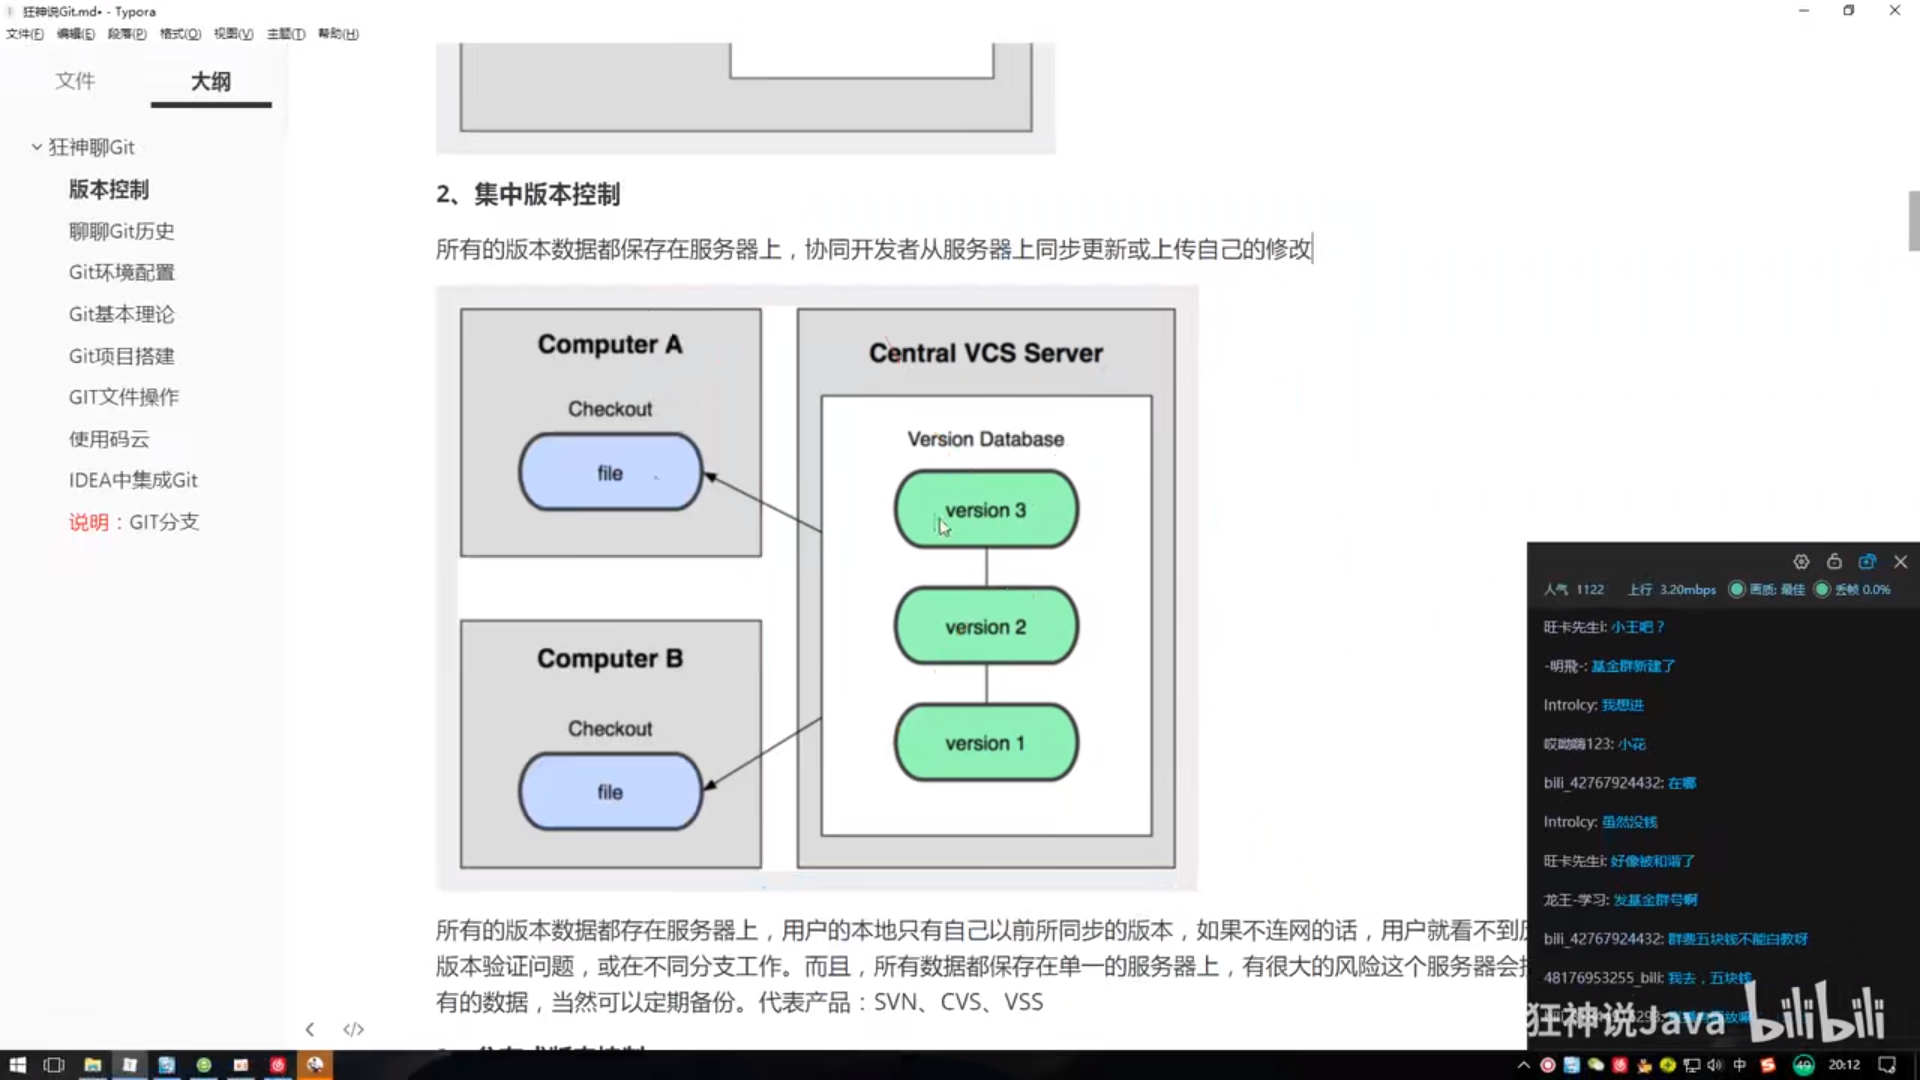 狂神说Git.md• - Typora
文件(F) 编辑(E) 段落(P) 格式(O) 视图(V) 主题(T) 帮助(H)
文件 大纲
狂神聊Git
版本控制
聊聊Git历史
Git环境配置
Git基本理论
Git项目搭建
GIT文件操作
使用码云
IDEA中集成Git
说明：GIT分支
2、集中版本控制
所有的版本数据都保存在服务器上，协同开发者从服务器上同步更新或上传自己的修改
Computer A
Checkout
file
Computer B
Checkout
file
Central VCS Server
Version Database
version 3
version 2
version 1
所有的版本数据都存在服务器上，用户的本地只有自己以前所同步的版本，如果不连网的话，用户就看不到
版本验证问题，或在不同分支工作。而且，所有数据都保存在单一的服务器上，有很大的风险这个服务器会
有的数据，当然可以定期备份。代表产品：SVN、CVS、VSS
人气 1122 上行 3.20mbps 画质: 最佳 丢帧 0.0%
旺卡先生i: 小王吧？
-明飛-: 基金群新建了
Introlcy: 我想进
哎呦嗨123: 小花
bili_42767924432: 在哪
Introlcy: 虽然没钱
旺卡先生i: 好像被和谐了
龙王-学习: 发基金群号啊
bili_42767924432: 群费五块钱不能白教呀
48176953255_bili: 我去，五块钱
狂神说Java bilibili
中 49 20:12